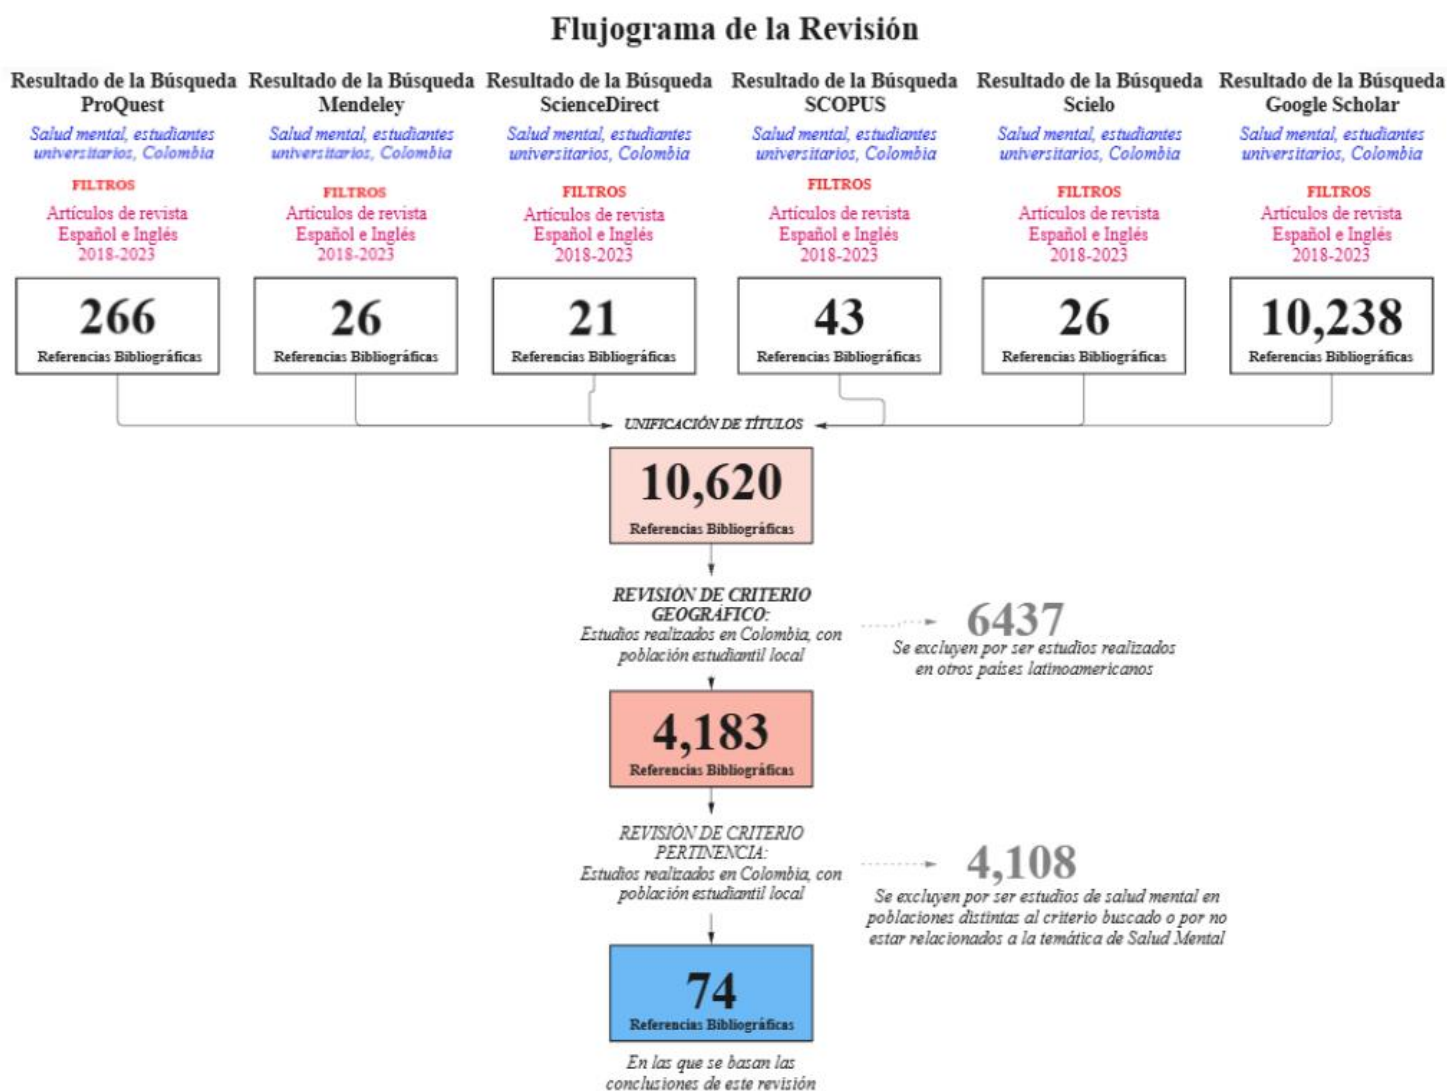 Flujograma de la Revisión
Resultado de la Búsqueda
ProQuest
Salud mental, estudiantes
universitarios, Colombia
FILTROS
Artículos de revista
Español e Inglés
2018-2023
266
Referencias Bibliográficas
Resultado de la Búsqueda
Mendeley
Salud mental, estudiantes
universitarios, Colombia
FILTROS
Artículos de revista
Español e Inglés
2018-2023
26
Referencias Bibliográficas
Resultado de la Búsqueda
ScienceDirect
Salud mental, estudiantes
universitarios, Colombia
FILTROS
Artículos de revista
Español e Inglés
2018-2023
21
Referencias Bibliográficas
Resultado de la Búsqueda
SCOPUS
Salud mental, estudiantes
universitarios, Colombia
FILTROS
Artículos de revista
Español e Inglés
2018-2023
43
Referencias Bibliográficas
Resultado de la Búsqueda
Scielo
Salud mental, estudiantes
universitarios, Colombia
FILTROS
Artículos de revista
Español e Inglés
2018-2023
26
Referencias Bibliográficas
Resultado de la Búsqueda
Google Scholar
Salud mental, estudiantes
universitarios, Colombia
FILTROS
Artículos de revista
Español e Inglés
2018-2023
10,238
Referencias Bibliográficas
UNIFICACIÓN DE TÍTULOS
10,620
Referencias Bibliográficas
REVISIÓN DE CRITERIO
GEOGRÁFICO:
Estudios realizados en Colombia, con
población estudiantil local
6437
Se excluyen por ser estudios realizados
en otros países latinoamericanos
4,183
Referencias Bibliográficas
REVISIÓN DE CRITERIO
PERTINENCIA:
Estudios realizados en Colombia, con
población estudiantil local
4,108
Se excluyen por ser estudios de salud mental en
poblaciones distintas al criterio buscado o por no
estar relacionados a la temática de Salud Mental
74
Referencias Bibliográficas
En las que se basan las
conclusiones de este revisión